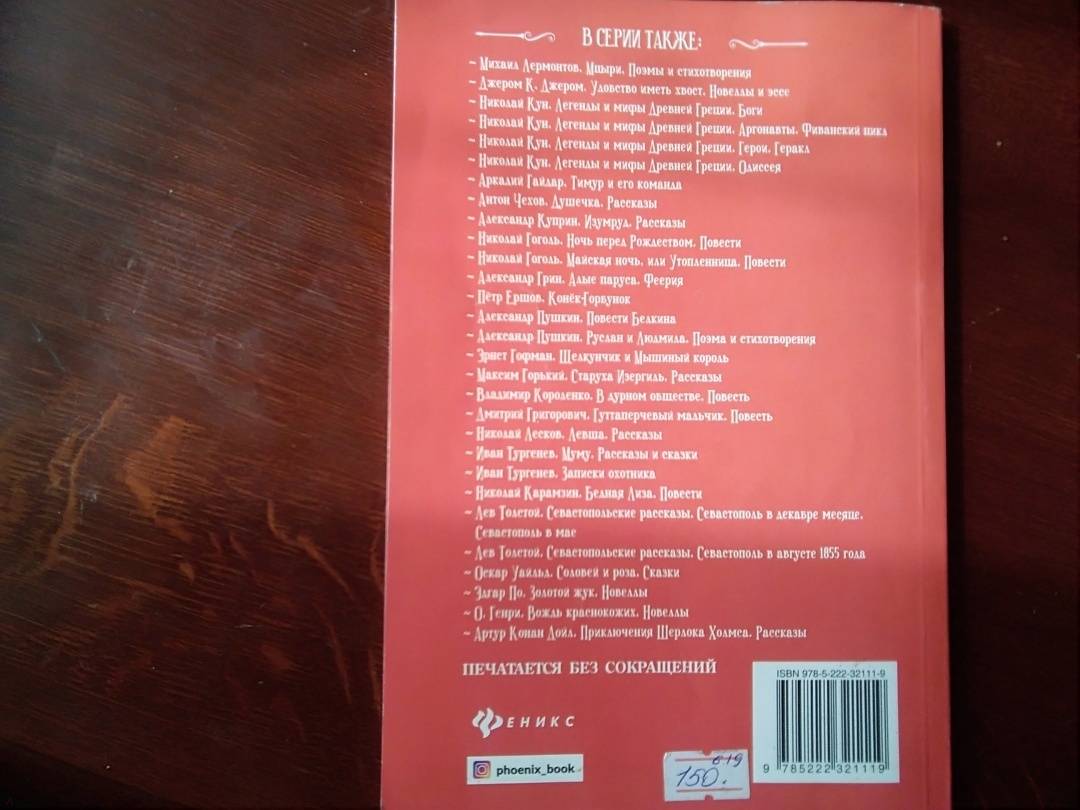 В СЕРИИ ТАКЖЕ:
~ Михаил Лермонтов. Мцыри. Поэмы и стихотворения
~ Джером К. Джером. Удовство иметь хвост. Новеллы и эссе
~ Николай Кун. Легенды и мифы Древней Греции. Боги
~ Николай Кун. Легенды и мифы Древней Греции. Аргонавты. Фиванский цикл
~ Николай Кун. Легенды и мифы Древней Греции. Герои. Геракл
~ Николай Кун. Легенды и мифы Древней Греции. Одиссея
~ Аркадий Гайдар. Тимур и его команда
~ Антон Чехов. Душечка. Рассказы
~ Александр Куприн. Изумруд. Рассказы
~ Николай Гоголь. Ночь перед Рождеством. Повести
~ Николай Гоголь. Майская ночь, или Утопленница. Повести
~ Александр Грин. Алые паруса. Феерия
~ Пётр Ершов. Конёк-Горбунок
~ Александр Пушкин. Повести Белкина
~ Александр Пушкин. Руслан и Людмила. Поэма и стихотворения
~ Эрнст Гофман. Щелкунчик и Мышиный король
~ Максим Горький. Старуха Изергиль. Рассказы
~ Владимир Короленко. В дурном обществе. Повесть
~ Дмитрий Григорович. Гуттаперчевый мальчик. Повесть
~ Николай Лесков. Левша. Рассказы
~ Иван Тургенев. Муму. Рассказы и сказки
~ Иван Тургенев. Записки охотника
~ Николай Карамзин. Бедная Лиза. Повести
~ Лев Толстой. Севастопольские рассказы. Севастополь в декабре месяце.
Севастополь в мае
~ Лев Толстой. Севастопольские рассказы. Севастополь в августе 1855 года
~ Оскар Уайльд. Соловей и роза. Сказки
~ Эдгар По. Золотой жук. Новеллы
~ О. Генри. Вождь краснокожих. Новеллы
~ Артур Конан Дойл. Приключения Шерлока Холмса. Рассказы
ПЕЧАТАЕТСЯ БЕЗ СОКРАЩЕНИЙ
ISBN 978-5-222-32111-9
ФЕНИКС
phoenix_book
619
150.
9 785222 321119